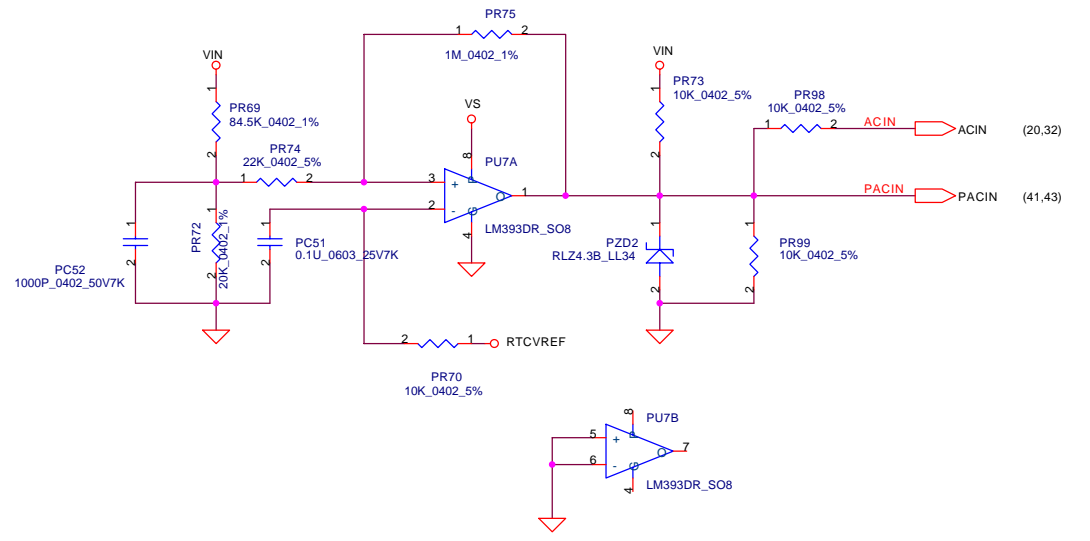 PR75
1 2
1M_0402_1%
VIN
1
PR69
84.5K_0402_1%
2
PR74
22K_0402_5%
1 2
VS
8
PU7A
3 +
2 -
O 1
4
LM393DR_SO8
VIN
1
PR73
10K_0402_5%
2
PR98
10K_0402_5%
1 2
ACIN
ACIN (20,32)
PACIN
PACIN (41,43)
1
2
PC52
1000P_0402_50V7K
1
PR72
20K_0402_1%
2
1
2
PC51
0.1U_0603_25V7K
1
PZD2
RLZ4.3B_LL34
2
1
PR99
10K_0402_5%
2
2 1
RTCVREF
PR70
10K_0402_5%
8
PU7B
5 +
6 -
O 7
4
LM393DR_SO8